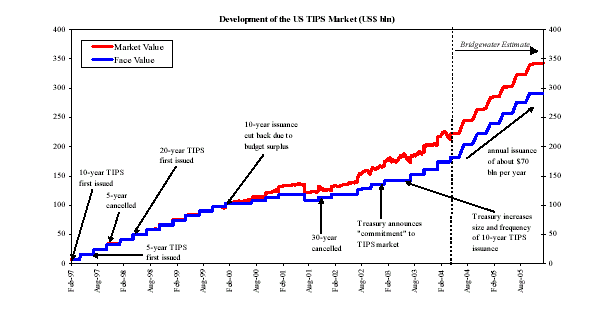 Development of the US TIPS Market (US$ bln)
400
350
300
250
200
150
100
50
0
Market Value
Face Value
Bridgewater Estimate
400
350
300
250
200
150
100
50
0
10-year TIPS
first issued
5-year
cancelled
5-year TIPS
first issued
20-year TIPS
first issued
10-year issuance
cut back due to
budget surplus
30-year
cancelled
Treasury announces
"commitment" to
TIPS market
annual issuance
of about $70
bln per year
Treasury increases
size and frequency
of 10-year TIPS
issuance
Feb-97
Aug-97
Feb-98
Aug-98
Feb-99
Aug-99
Feb-00
Aug-00
Feb-01
Aug-01
Feb-02
Aug-02
Feb-03
Aug-03
Feb-04
Aug-04
Feb-05
Aug-05